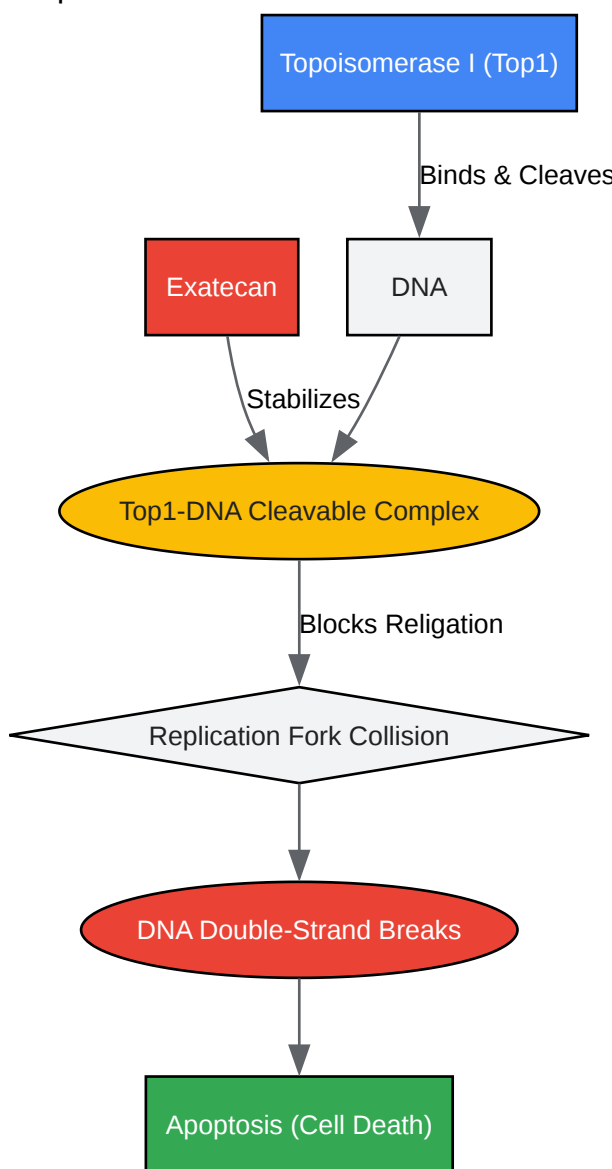 Topoisomerase I (Top1)
Binds & Cleaves
Exatecan
DNA
Stabilizes
Top1-DNA Cleavable Complex
Blocks Religation
Replication Fork Collision
DNA Double-Strand Breaks
Apoptosis (Cell Death)